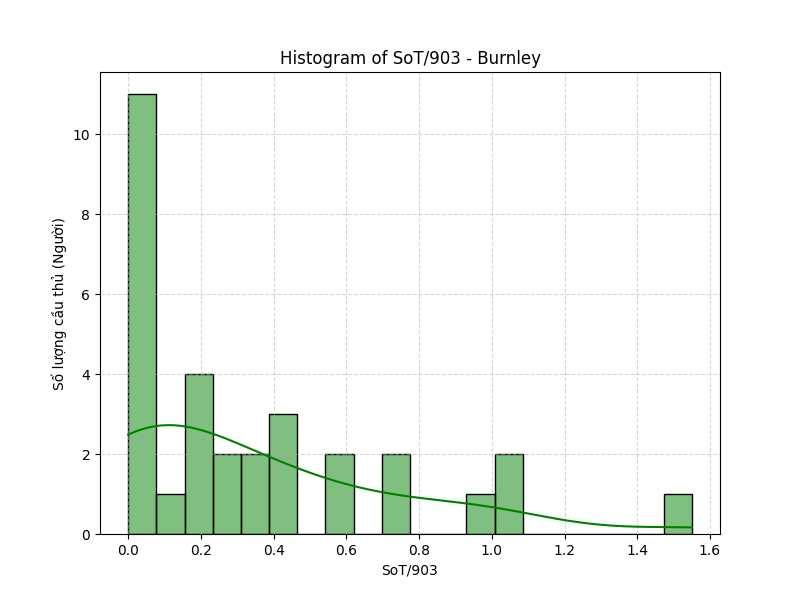 Histogram of SoT/903 - Burnley
Số lượng cầu thủ (Người)
10
8
6
4
2
0
0.0 0.2 0.4 0.6 0.8 1.0 1.2 1.4 1.6
SoT/903